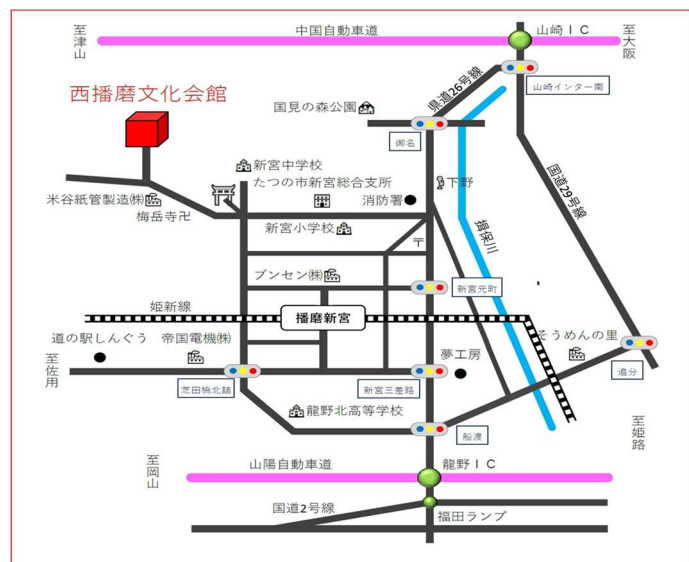 至津山
中国自動車道
山崎IC
至大阪
西播磨文化会館
県道26号線
国見の森公園
山崎インター南
御名
新宮中学校
たつの市新宮総合支所
消防署
下野
国道29号線
米谷紙管製造㈱
梅岳寺卍
新宮小学校
〒
揖保川
ブンセン㈱
新宮元町
姫新線
播磨新宮
道の駅しんぐう
帝国電機㈱
夢工房
そうめんの里
至佐用
芝田橋北詰
新宮三差路
追分
龍野北高等学校
船渡
至姫路
至岡山
山陽自動車道
龍野IC
国道2号線
福田ランプ